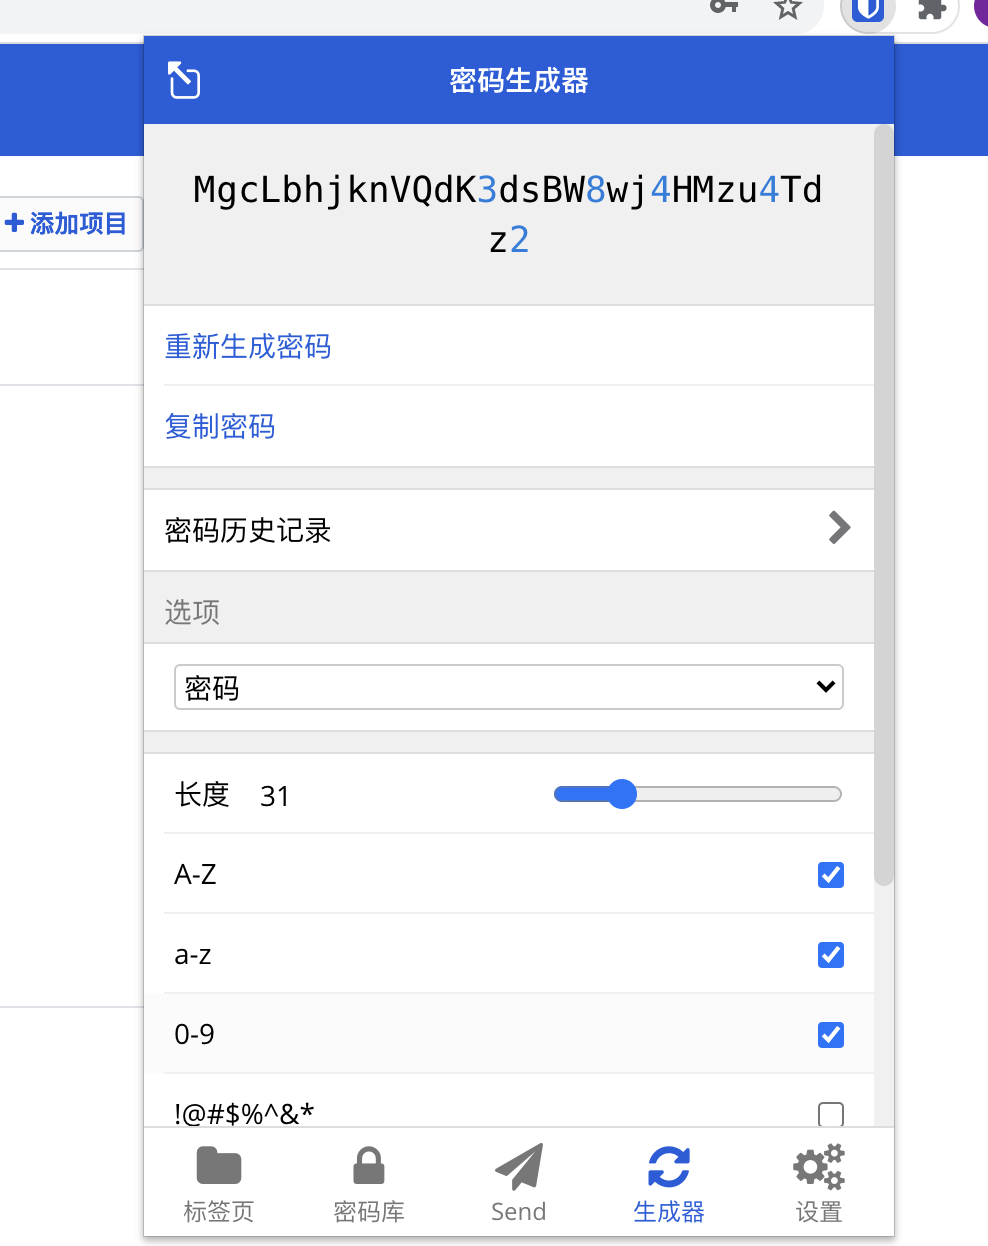 密码生成器
添加项目
MgcLbhjknVQdK3dsBW8wj4HMzu4Td
z2
重新生成密码
复制密码
密码历史记录
选项
密码
长度 31
A-Z
a-z
0-9
!@#$%^&*
标签页 密码库 Send 生成器 设置